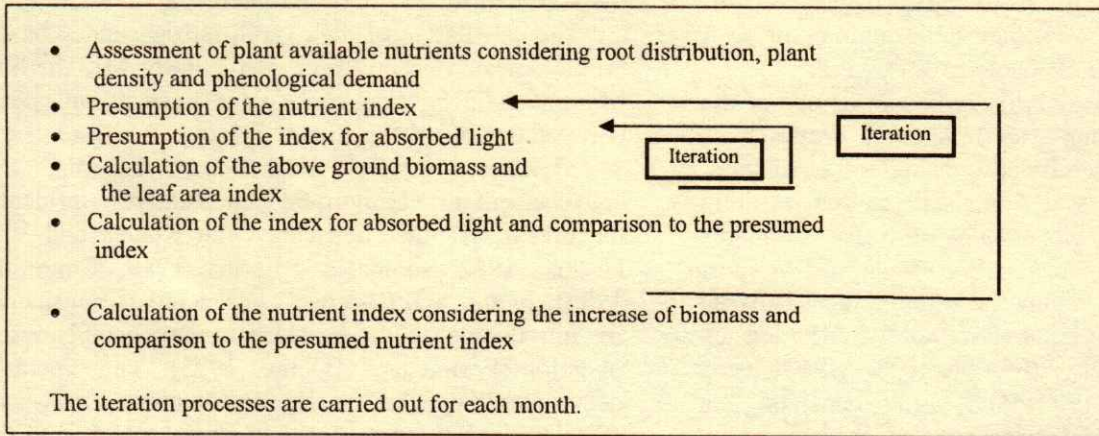 • Assessment of plant available nutrients considering root distribution, plant
density and phenological demand
• Presumption of the nutrient index
• Presumption of the index for absorbed light
Iteration
Iteration
• Calculation of the above ground biomass and
the leaf area index
• Calculation of the index for absorbed light and comparison to the presumed
index
• Calculation of the nutrient index considering the increase of biomass and
comparison to the presumed nutrient index
The iteration processes are carried out for each month.